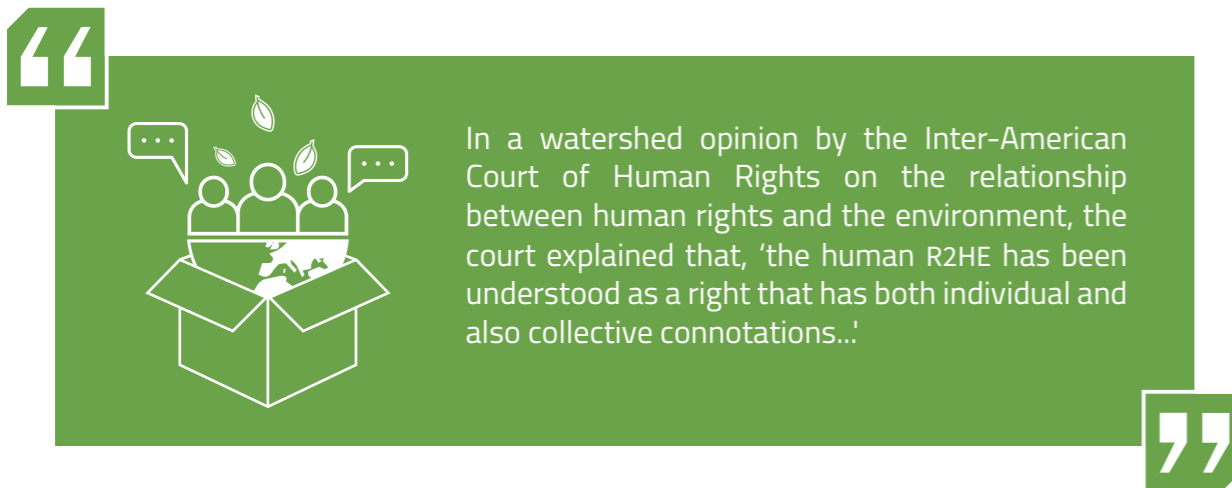 “
In a watershed opinion by the Inter-American
Court of Human Rights on the relationship
between human rights and the environment, the
court explained that, ‘the human R2HE has been
understood as a right that has both individual and
also collective connotations...'
”